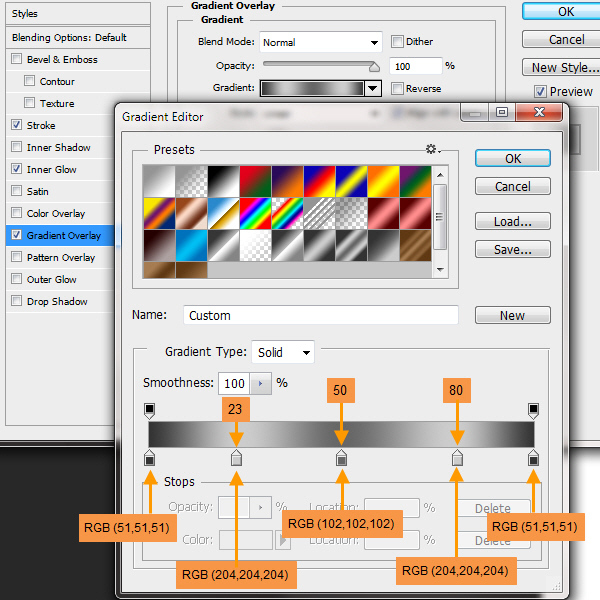 Styles
Blending Options: Default
Bevel & Emboss
Contour
Texture
Stroke
Inner Shadow
Inner Glow
Satin
Color Overlay
Gradient Overlay
Pattern Overlay
Outer Glow
Drop Shadow
Gradient Overlay
Gradient
Blend Mode: Normal
Dither
Opacity: 100 %
Gradient:
Reverse
OK
Cancel
New Style...
Preview
Gradient Editor
Presets
OK
Cancel
Load...
Save...
Name: Custom
New
Gradient Type: Solid
Smoothness: 100 %
23
50
80
Stops
Opacity: % Location: % Delete
Color: Location: % Delete
RGB (51,51,51)
RGB (102,102,102)
RGB (51,51,51)
RGB (204,204,204)
RGB (204,204,204)